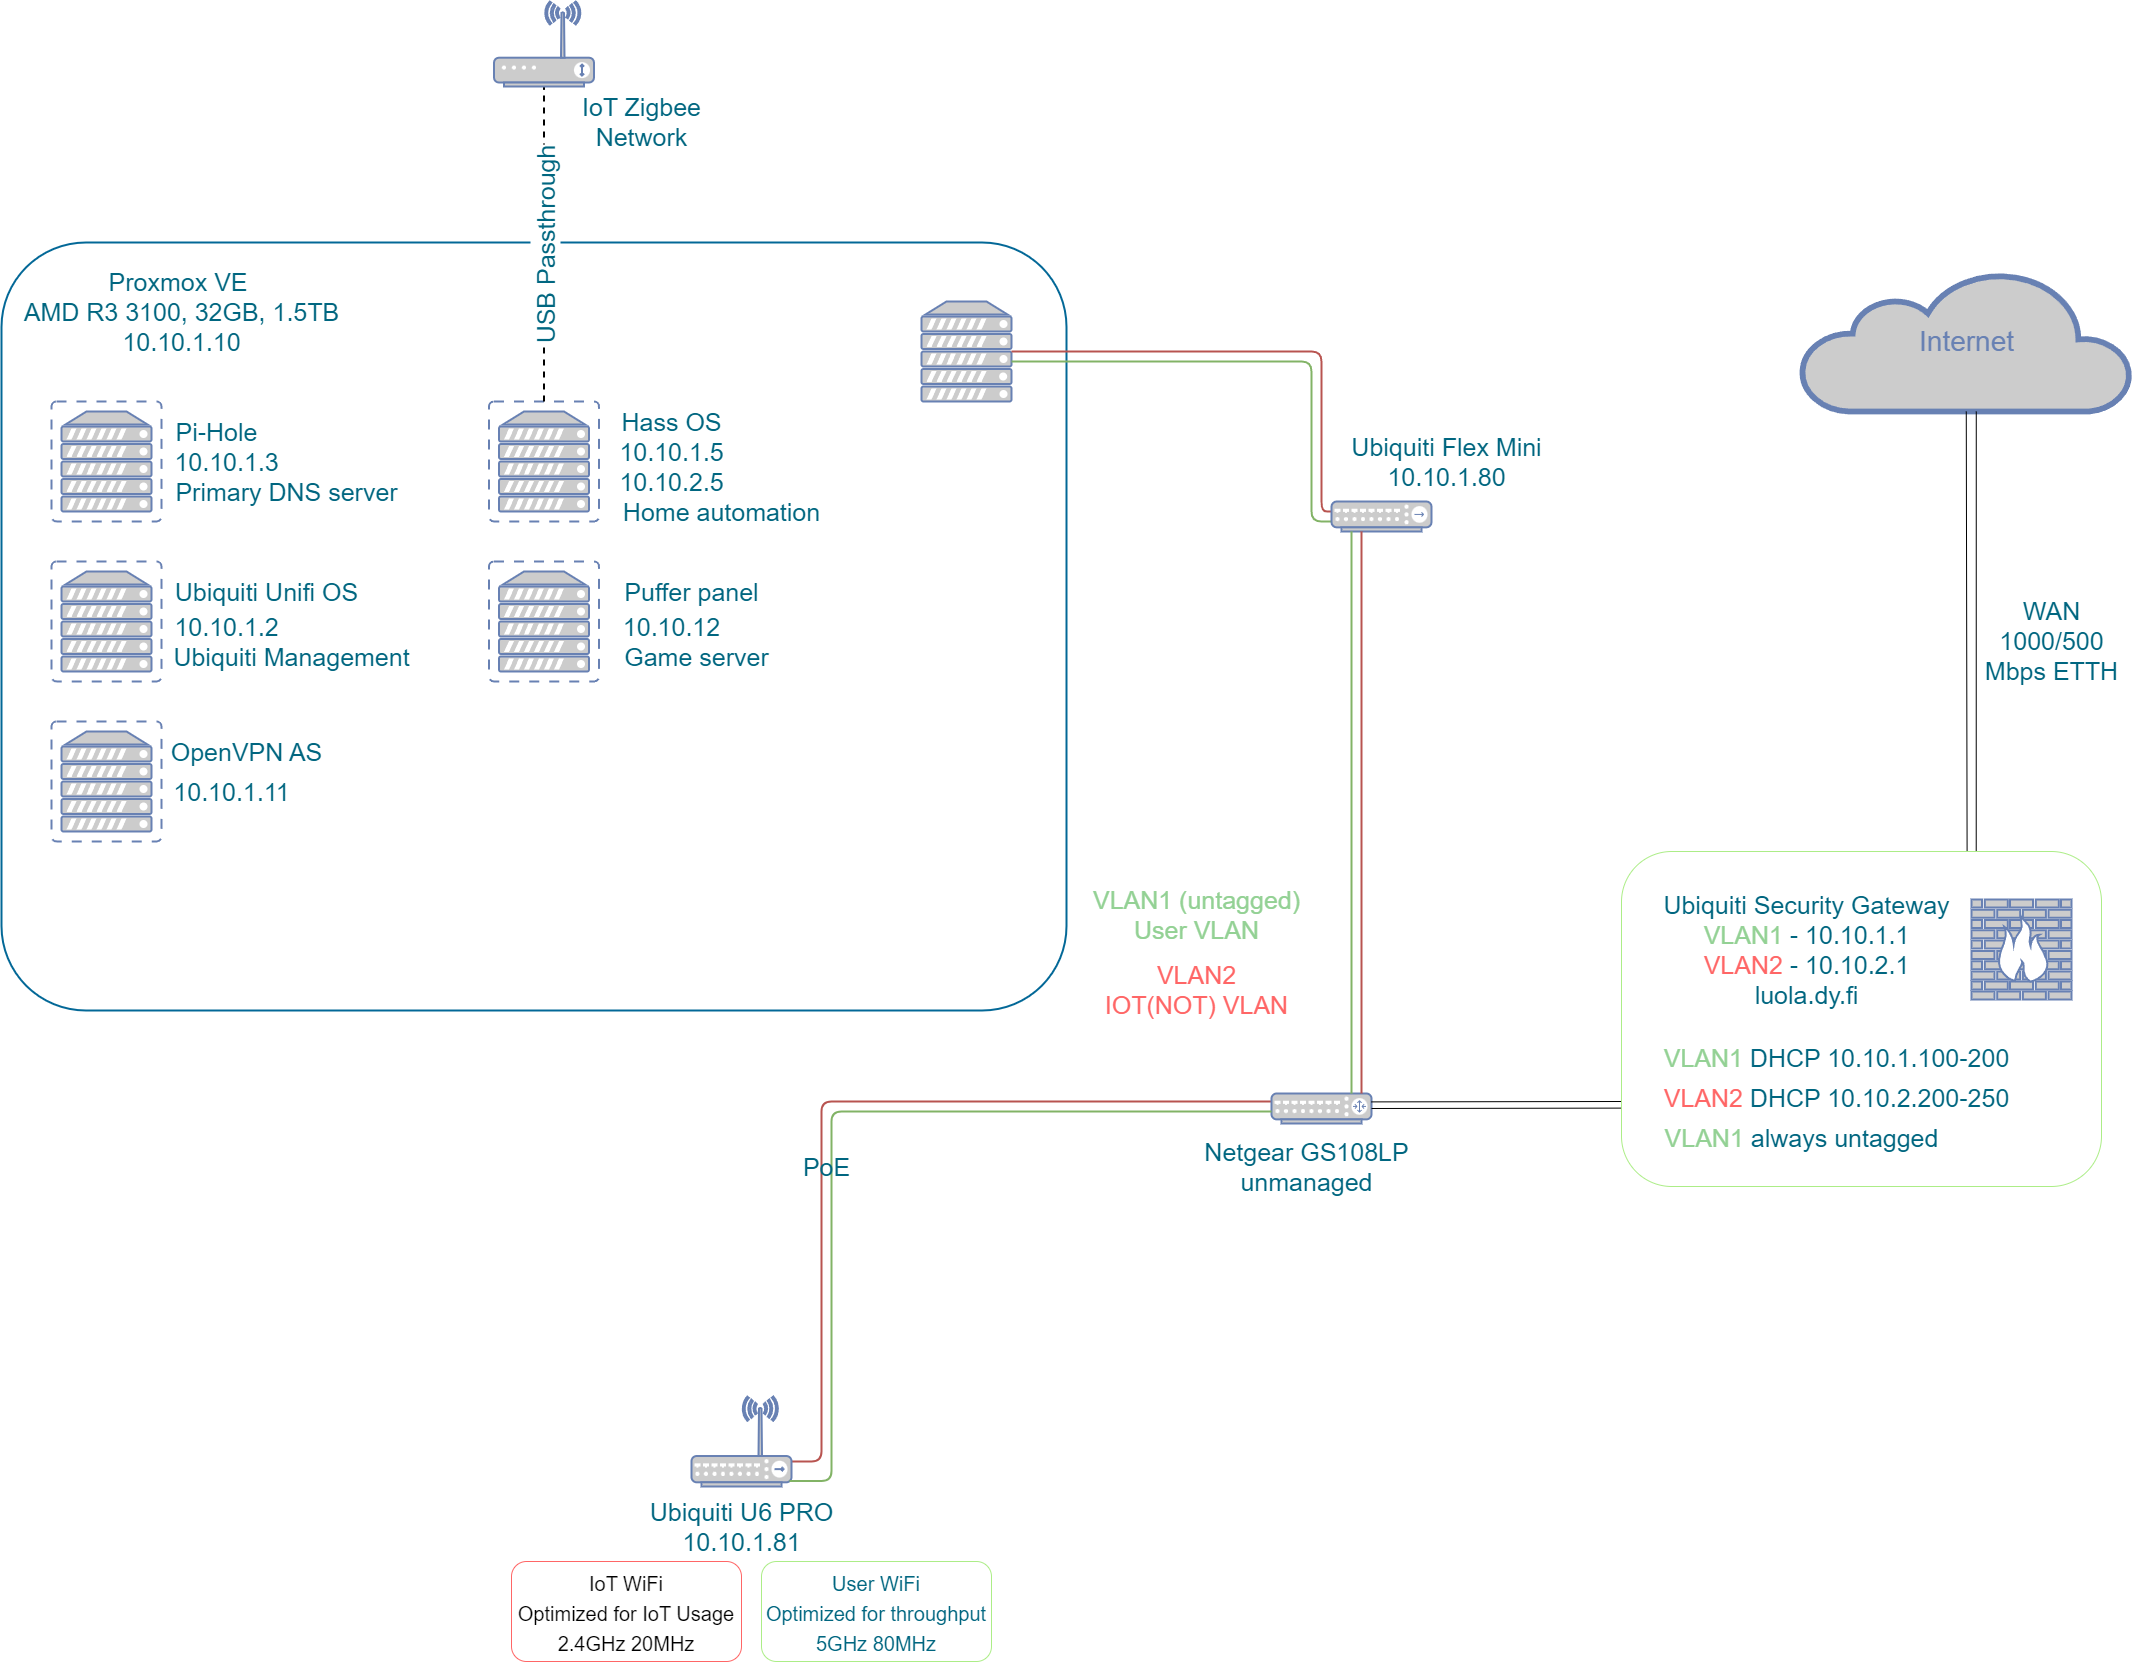 IoT Zigbee
Network
USB Passthrough
Proxmox VE
AMD R3 3100, 32GB, 1.5TB
10.10.1.10
Pi-Hole
10.10.1.3
Primary DNS server
Hass OS
10.10.1.5
10.10.2.5
Home automation
Ubiquiti Unifi OS
10.10.1.2
Ubiquiti Management
Puffer panel
10.10.12
Game server
OpenVPN AS
10.10.1.11
Internet
Ubiquiti Flex Mini
10.10.1.80
WAN
1000/500
Mbps ETTH
VLAN1 (untagged)
User VLAN
VLAN2
IOT(NOT) VLAN
Ubiquiti Security Gateway
VLAN1 - 10.10.1.1
VLAN2 - 10.10.2.1
luola.dy.fi
VLAN1 DHCP 10.10.1.100-200
VLAN2 DHCP 10.10.2.200-250
VLAN1 always untagged
Netgear GS108LP
unmanaged
PoE
Ubiquiti U6 PRO
10.10.1.81
IoT WiFi
Optimized for IoT Usage
2.4GHz 20MHz
User WiFi
Optimized for throughput
5GHz 80MHz